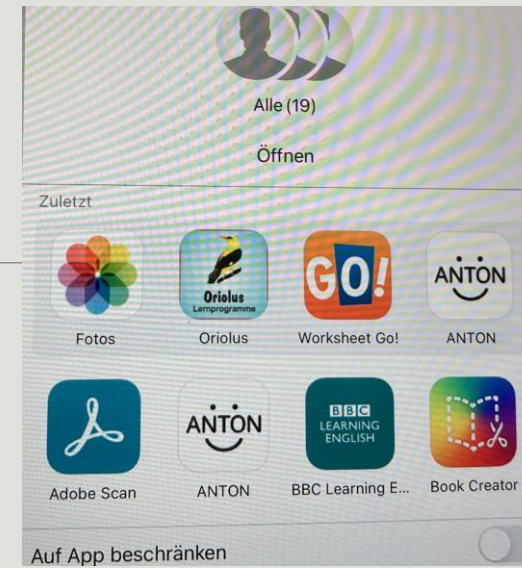 Alle (19)
Öffnen
Zuletzt
Oriolus
Lernprogramme
GO!
ANTON
Fotos
Oriolus
Worksheet Go!
ANTON
ANTON
BBC
LEARNING
ENGLISH
Adobe Scan
ANTON
BBC Learning E...
Book Creator
Auf App beschränken